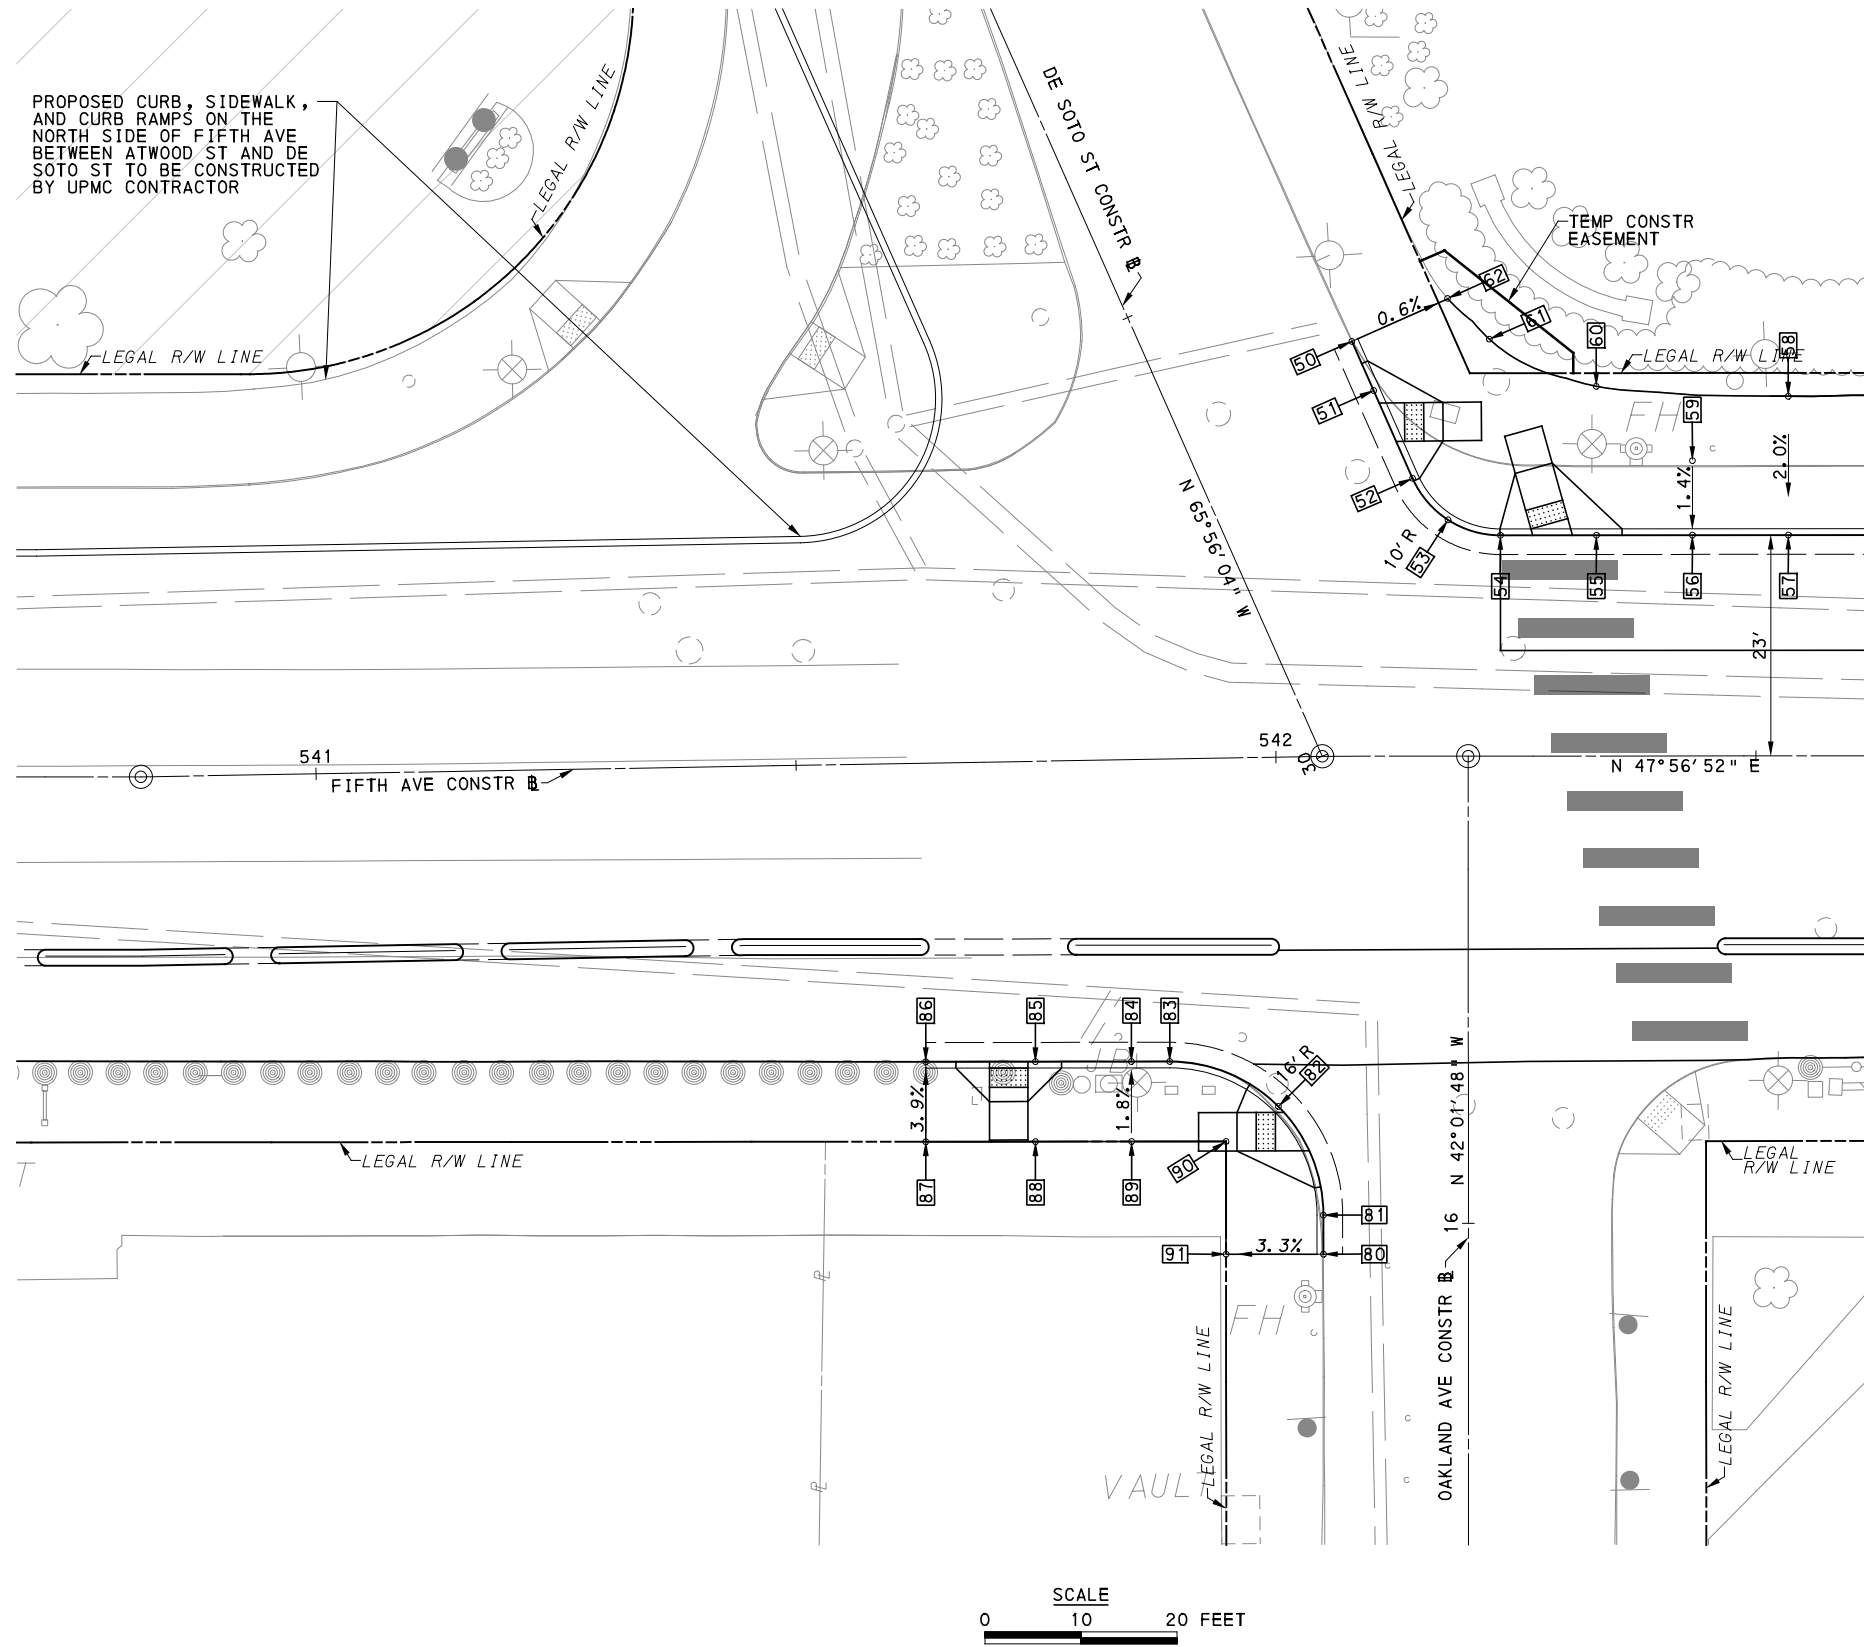 PROPOSED CURB, SIDEWALK,
AND CURB RAMPS ON THE
NORTH SIDE OF FIFTH AVE
BETWEEN ATWOOD ST AND DE
SOTO ST TO BE CONSTRUCTED
BY UPMC CONTRACTOR
LEGAL R/W LINE
LEGAL R/W LINE
DE SOTO ST CONSTR B
N 65°56'04" W
LEGAL R/W LINE
LEGAL R/W LINE
TEMP CONSTR
EASEMENT
LEGAL R/W LINE
0.6%
62
61
60
58
50
51
59
FH
2.0%
1.4%
52
10' R
53
54
55
56
57
23'
541
FIFTH AVE CONSTR B
542
30
N 47°56'52" E
86
85
84
83
JB
16' R
82
3.9%
1.8%
N 42°01'48" W
LEGAL R/W LINE
LEGAL
R/W LINE
87
88
89
90
81
16
91
3.3%
80
OAKLAND AVE CONSTR B
FH
LEGAL R/W LINE
LEGAL R/W LINE
VAULT
SCALE
0 10 20 FEET